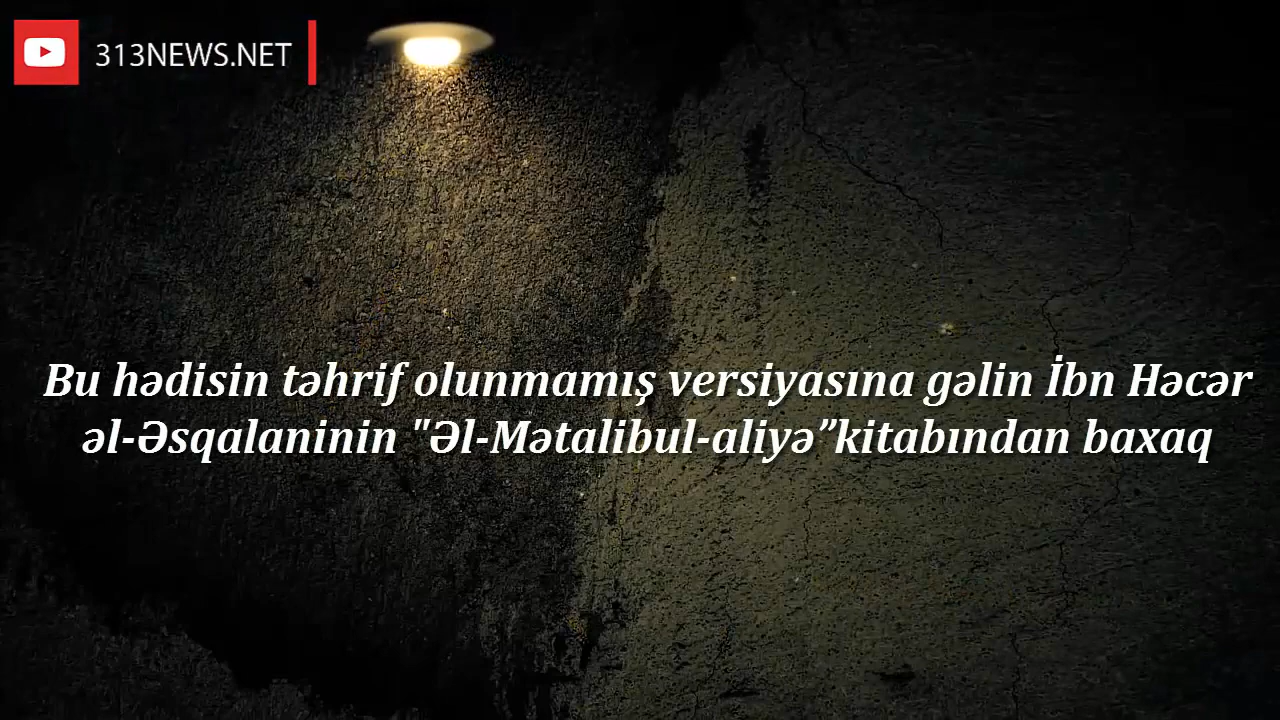 313NEWS.NET
Bu hədisin təhrif olunmamış versiyasına gəlin İbn Həcər
əl-Əsqalaninin "Əl-Mətalibul-aliyə”kitabından baxaq